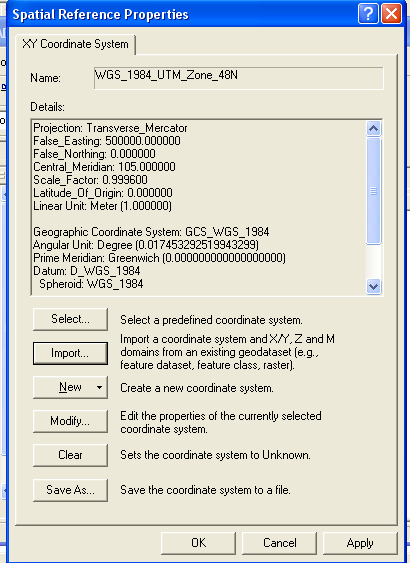 Spatial Reference Properties
XY Coordinate System
Name: WGS_1984_UTM_Zone_48N
Details:
Projection: Transverse_Mercator
False_Easting: 500000.000000
False_Northing: 0.000000
Central_Meridian: 105.000000
Scale_Factor: 0.999600
Latitude_Of_Origin: 0.000000
Linear Unit: Meter (1.000000)
Geographic Coordinate System: GCS_WGS_1984
Angular Unit: Degree (0.017453292519943299)
Prime Meridian: Greenwich (0.000000000000000000)
Datum: D_WGS_1984
Spheroid: WGS_1984
Select... Select a predefined coordinate system.
Import... Import a coordinate system and X/Y, Z and M
domains from an existing geodataset (e.g.,
feature dataset, feature class, raster).
New Create a new coordinate system.
Modify... Edit the properties of the currently selected
coordinate system.
Clear Sets the coordinate system to Unknown.
Save As... Save the coordinate system to a file.
OK Cancel Apply